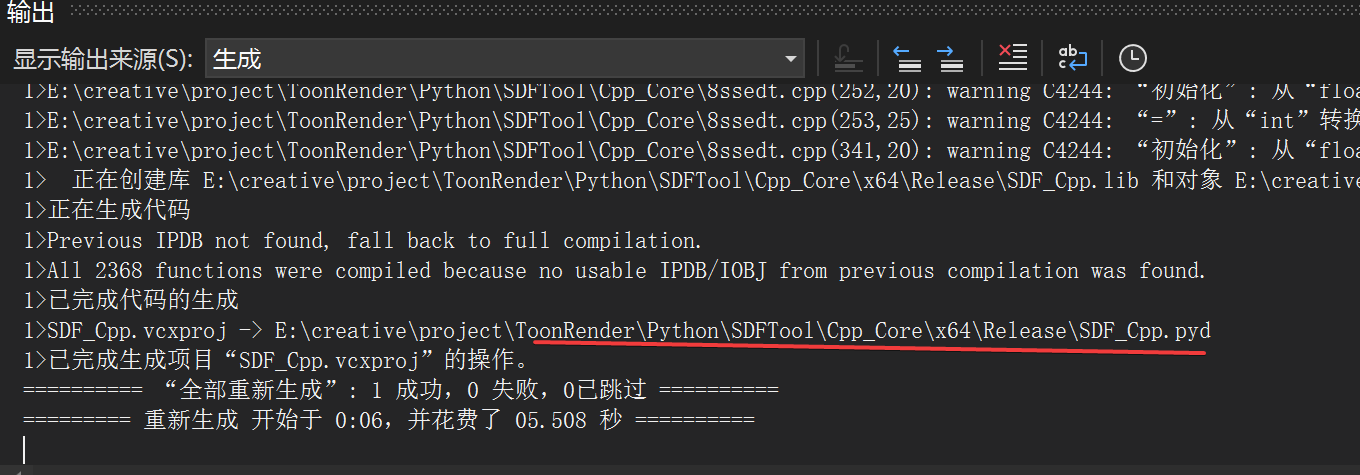 输出
显示输出来源(S): 生成
1>E:\creative\project\ToonRender\Python\SDFTool\Cpp_Core\8ssedt.cpp(252,20): warning C4244: “初始化”: 从“floa
1>E:\creative\project\ToonRender\Python\SDFTool\Cpp_Core\8ssedt.cpp(253,25): warning C4244: “=”: 从“int”转换
1>E:\creative\project\ToonRender\Python\SDFTool\Cpp_Core\8ssedt.cpp(341,20): warning C4244: “初始化”: 从“floa
1>  正在创建库 E:\creative\project\ToonRender\Python\SDFTool\Cpp_Core\x64\Release\SDF_Cpp.lib 和对象 E:\creative
1>正在生成代码
1>Previous IPDB not found, fall back to full compilation.
1>All 2368 functions were compiled because no usable IPDB/IOBJ from previous compilation was found.
1>已完成代码的生成
1>SDF_Cpp.vcxproj -> E:\creative\project\ToonRender\Python\SDFTool\Cpp_Core\x64\Release\SDF_Cpp.pyd
1>已完成生成项目“SDF_Cpp.vcxproj”的操作。
========== “全部重新生成”: 1 成功，0 失败，0已跳过 ==========
========= 重新生成 开始于 0:06，并花费了 05.508 秒 ==========